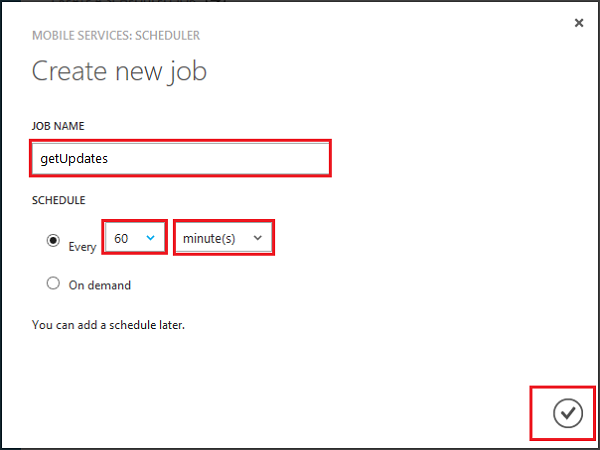 MOBILE SERVICES: SCHEDULER
Create new job
JOB NAME
getUpdates
SCHEDULE
Every 60 minute(s)
On demand
You can add a schedule later.